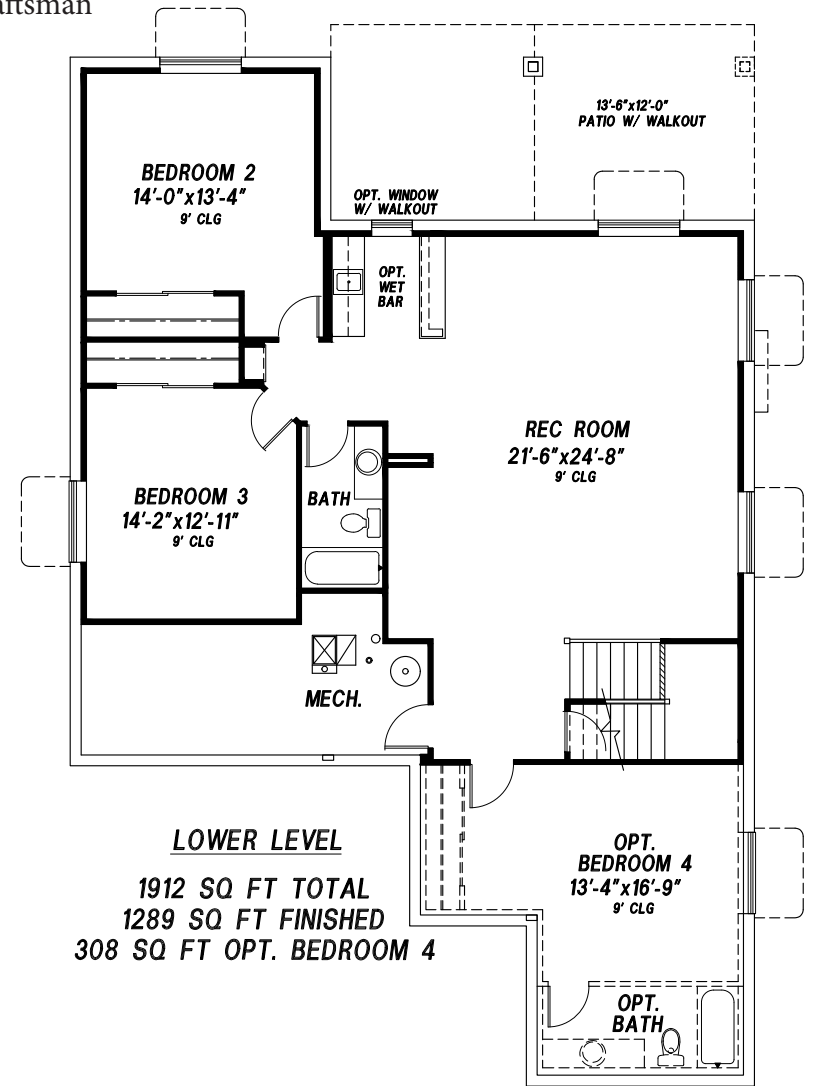 aftsman
13'-6"x12'-0"
PATIO W/ WALKOUT
BEDROOM 2
14'-0"x13'-4"
9' CLG
OPT. WINDOW
W/ WALKOUT
OPT.
WET
BAR
REC ROOM
21'-6"x24'-8"
9' CLG
BEDROOM 3
14'-2"x12'-11"
9' CLG
BATH
MECH.
LOWER LEVEL
1912 SQ FT TOTAL
1289 SQ FT FINISHED
308 SQ FT OPT. BEDROOM 4
OPT.
BEDROOM 4
13'-4"x16'-9"
9' CLG
OPT.
BATH